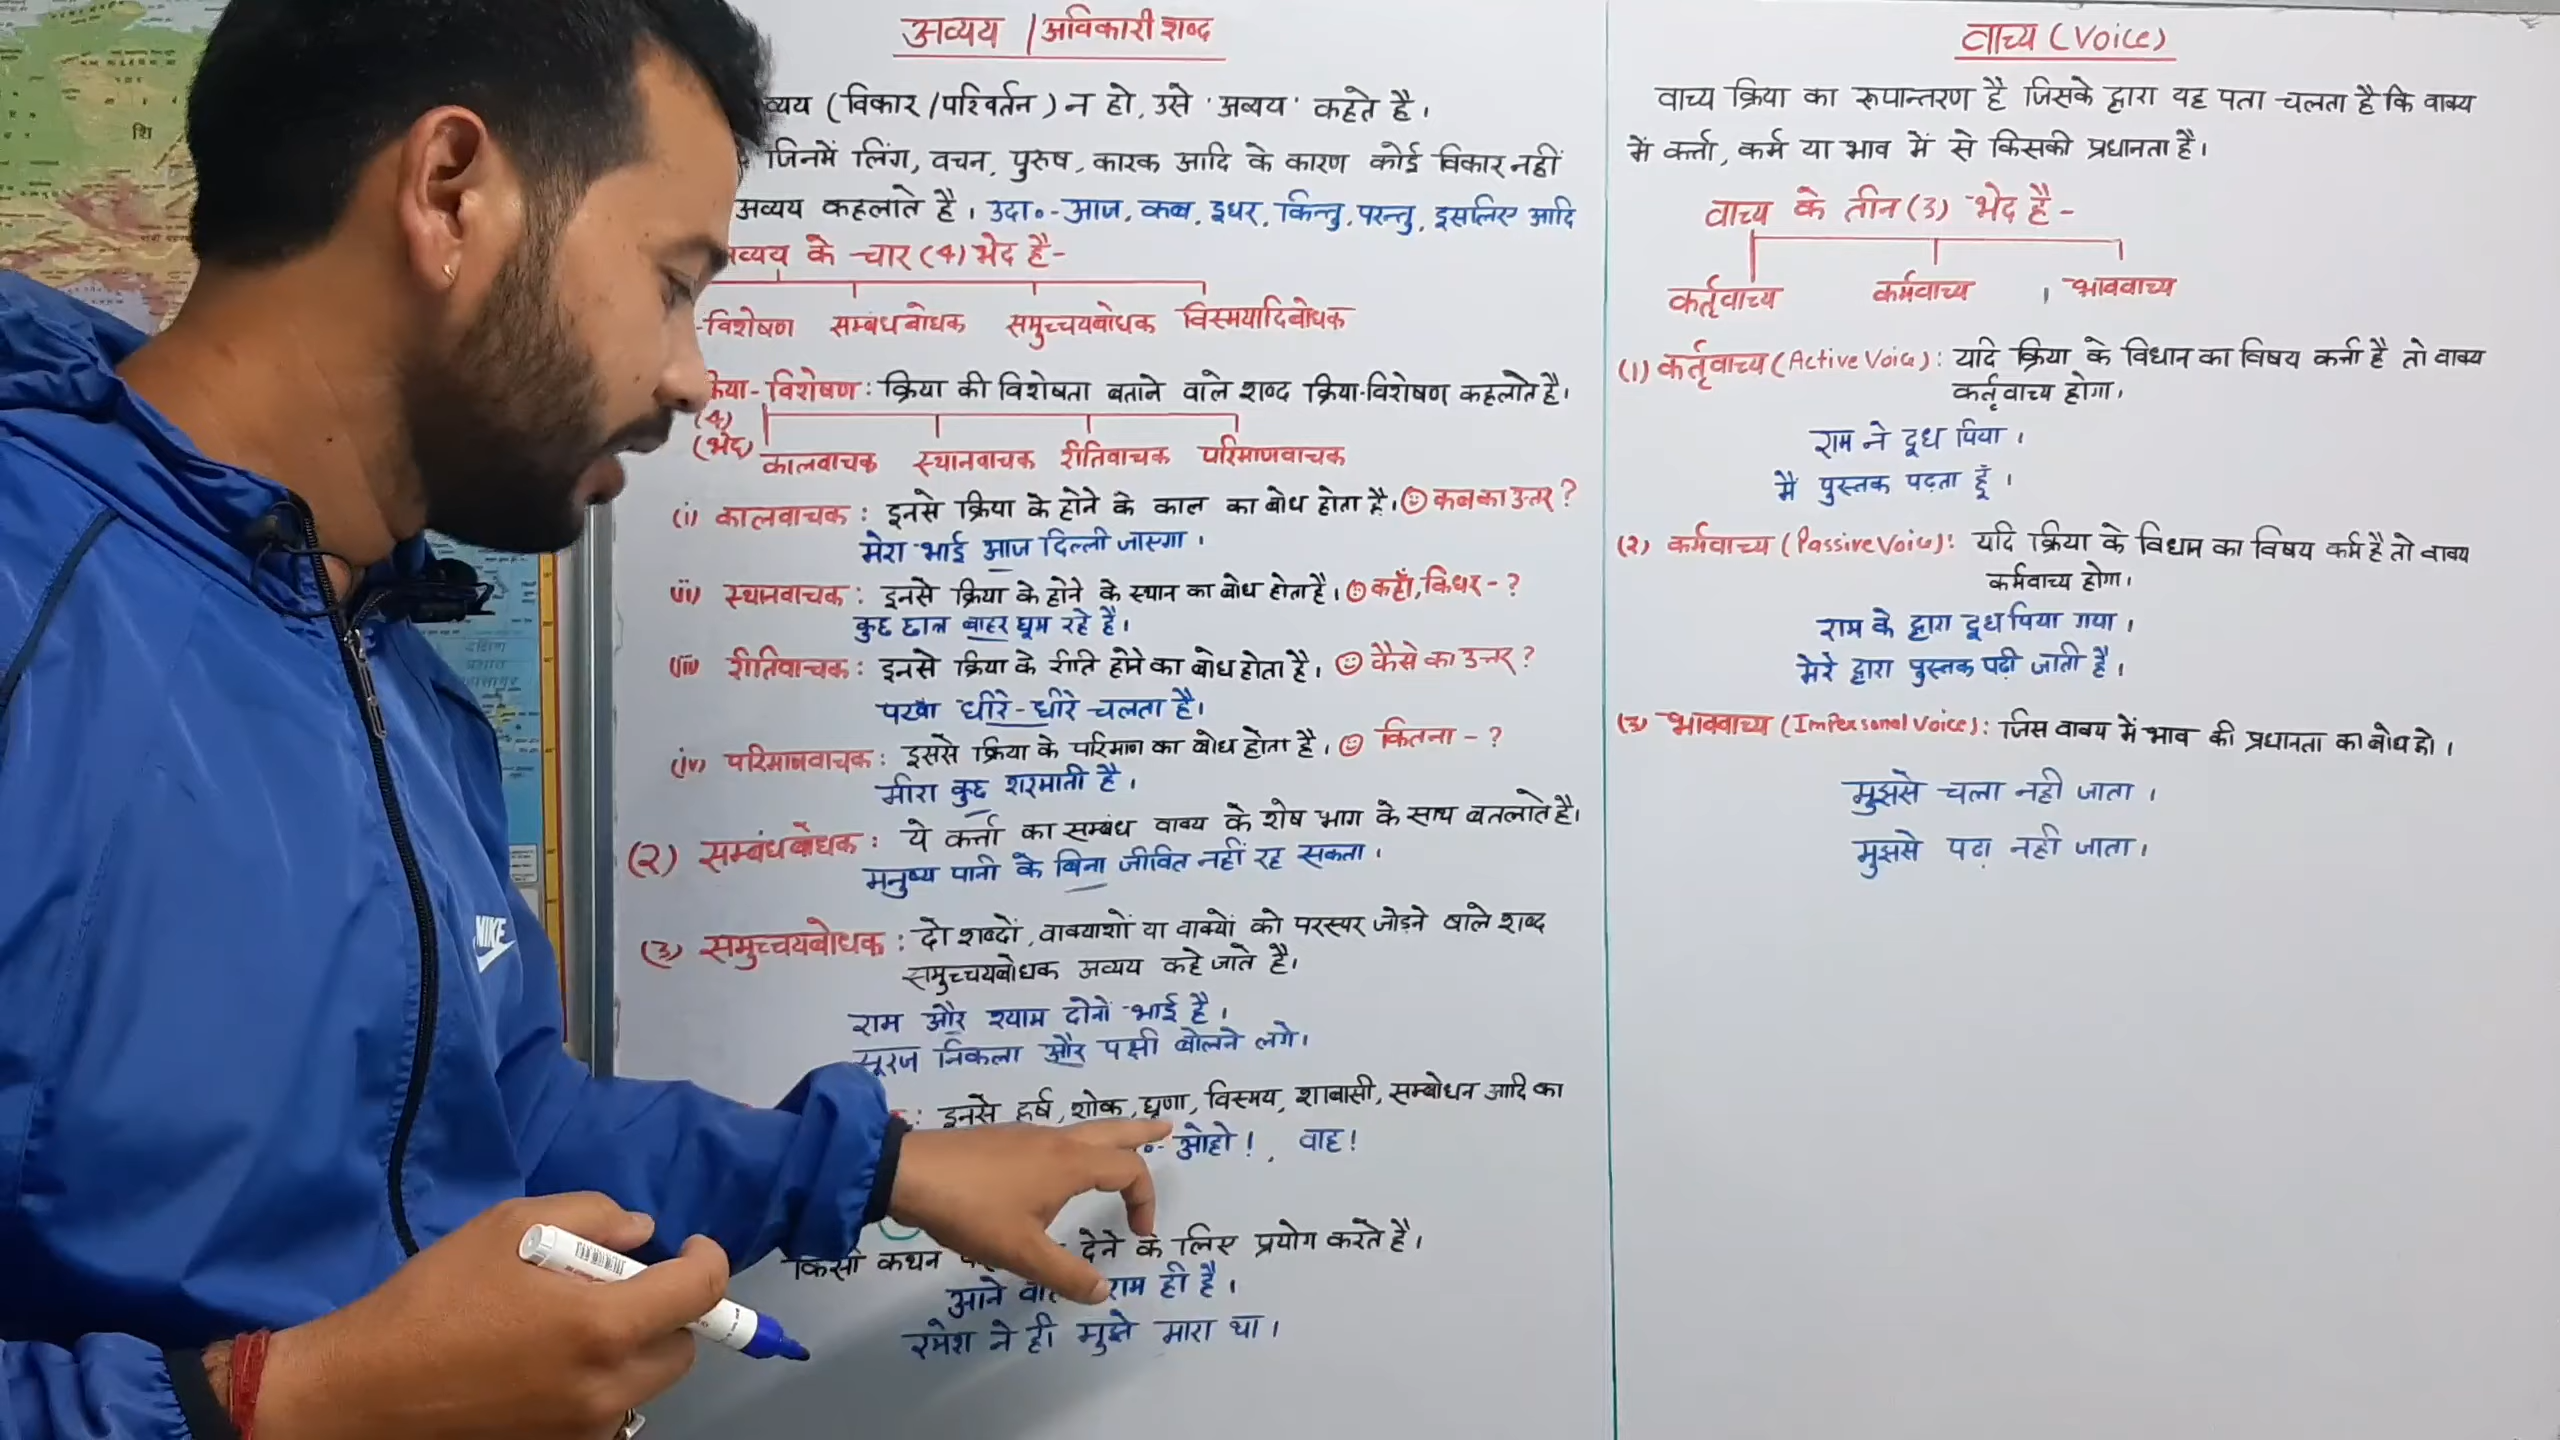 अव्यय / अविकारी शब्द
व्यय (विकार/परिवर्तन) न हो, उसे 'अव्यय' कहते है।
जिनमें लिंग, वचन, पुरुष, कारक आदि के कारण कोई विकार नहीं
अव्यय कहलाते है। उदा०- आज, कब, इधर, किन्तु, परन्तु, इसलिए आदि
के चार (4) भेद है-
-विशेषण सम्बंधबोधक समुच्चयबोधक विस्मयादिबोधक
क्रिया-विशेषण : क्रिया की विशेषता बताने वाले शब्द क्रिया-विशेषण कहलाते है।
(4)
(भेद)
कालवाचक स्थानवाचक रीतिवाचक परिमाणवाचक
(i) कालवाचक : इनसे क्रिया के होने के काल का बोध होता है। कब का उत्तर ?
मेरा भाई आज दिल्ली जाएगा।
(ii) स्थानवाचक : इनसे क्रिया के होने के स्थान का बोध होता है। कहाँ, किधर - ?
कुछ छात्र बाहर घूम रहे है।
(iii) रीतिवाचक : इनसे क्रिया के रीति होने का बोध होता है। कैसे का उत्तर ?
पंखा धीरे-धीरे चलता है।
(iv) परिमाणवाचक : इससे क्रिया के परिमाण का बोध होता है। कितना - ?
मीरा कुछ शरमाती है।
(2) सम्बंधबोधक : ये कर्त्ता का सम्बंध वाक्य के शेष भाग के साथ बतलाते है।
मनुष्य पानी के बिना जीवित नहीं रह सकता।
(3) समुच्चयबोधक : दो शब्दों, वाक्याशों या वाक्यों को परस्पर जोड़ने वाले शब्द
समुच्चयबोधक अव्यय कहे जाते है।
राम और श्याम दोनों भाई है।
सूरज निकला और पक्षी बोलने लगे।
: इनसे हर्ष, शोक, घृणा, विस्मय, शाबासी, सम्बोधन आदि का
ओहो!, वाह!
किसी कथन देने के लिए प्रयोग करते है।
आने राम ही है।
रमेश ने ही मुझे मारा था।
वाच्य (Voice)
वाच्य क्रिया का रूपान्तरण है जिसके द्वारा यह पता चलता है कि वाक्य
में कर्त्ता, कर्म या भाव में से किसकी प्रधानता है।
वाच्य के तीन (3) भेद है-
कर्तृवाच्य कर्मवाच्य , भाववाच्य
(1) कर्तृवाच्य (Active Voice) : यदि क्रिया के विधान का विषय कर्त्ता है तो वाक्य
कर्तृवाच्य होगा।
राम ने दूध पिया।
मै पुस्तक पढ़ता हूँ।
(2) कर्मवाच्य (Passive Voice) : यदि क्रिया के विधान का विषय कर्म है तो वाक्य
कर्मवाच्य होगा।
राम के द्वारा दूध पिया गया।
मेरे द्वारा पुस्तक पढ़ी जाती है।
(3) भाववाच्य (Impersonal Voice) : जिस वाक्य में भाव की प्रधानता का बोध हो।
मुझसे चला नही जाता।
मुझसे पढ़ा नही जाता।
NIKE
शि